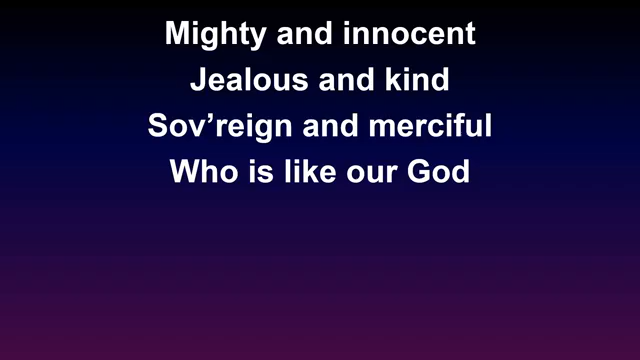 Mighty and innocent
Jealous and kind
Sov’reign and merciful
Who is like our God